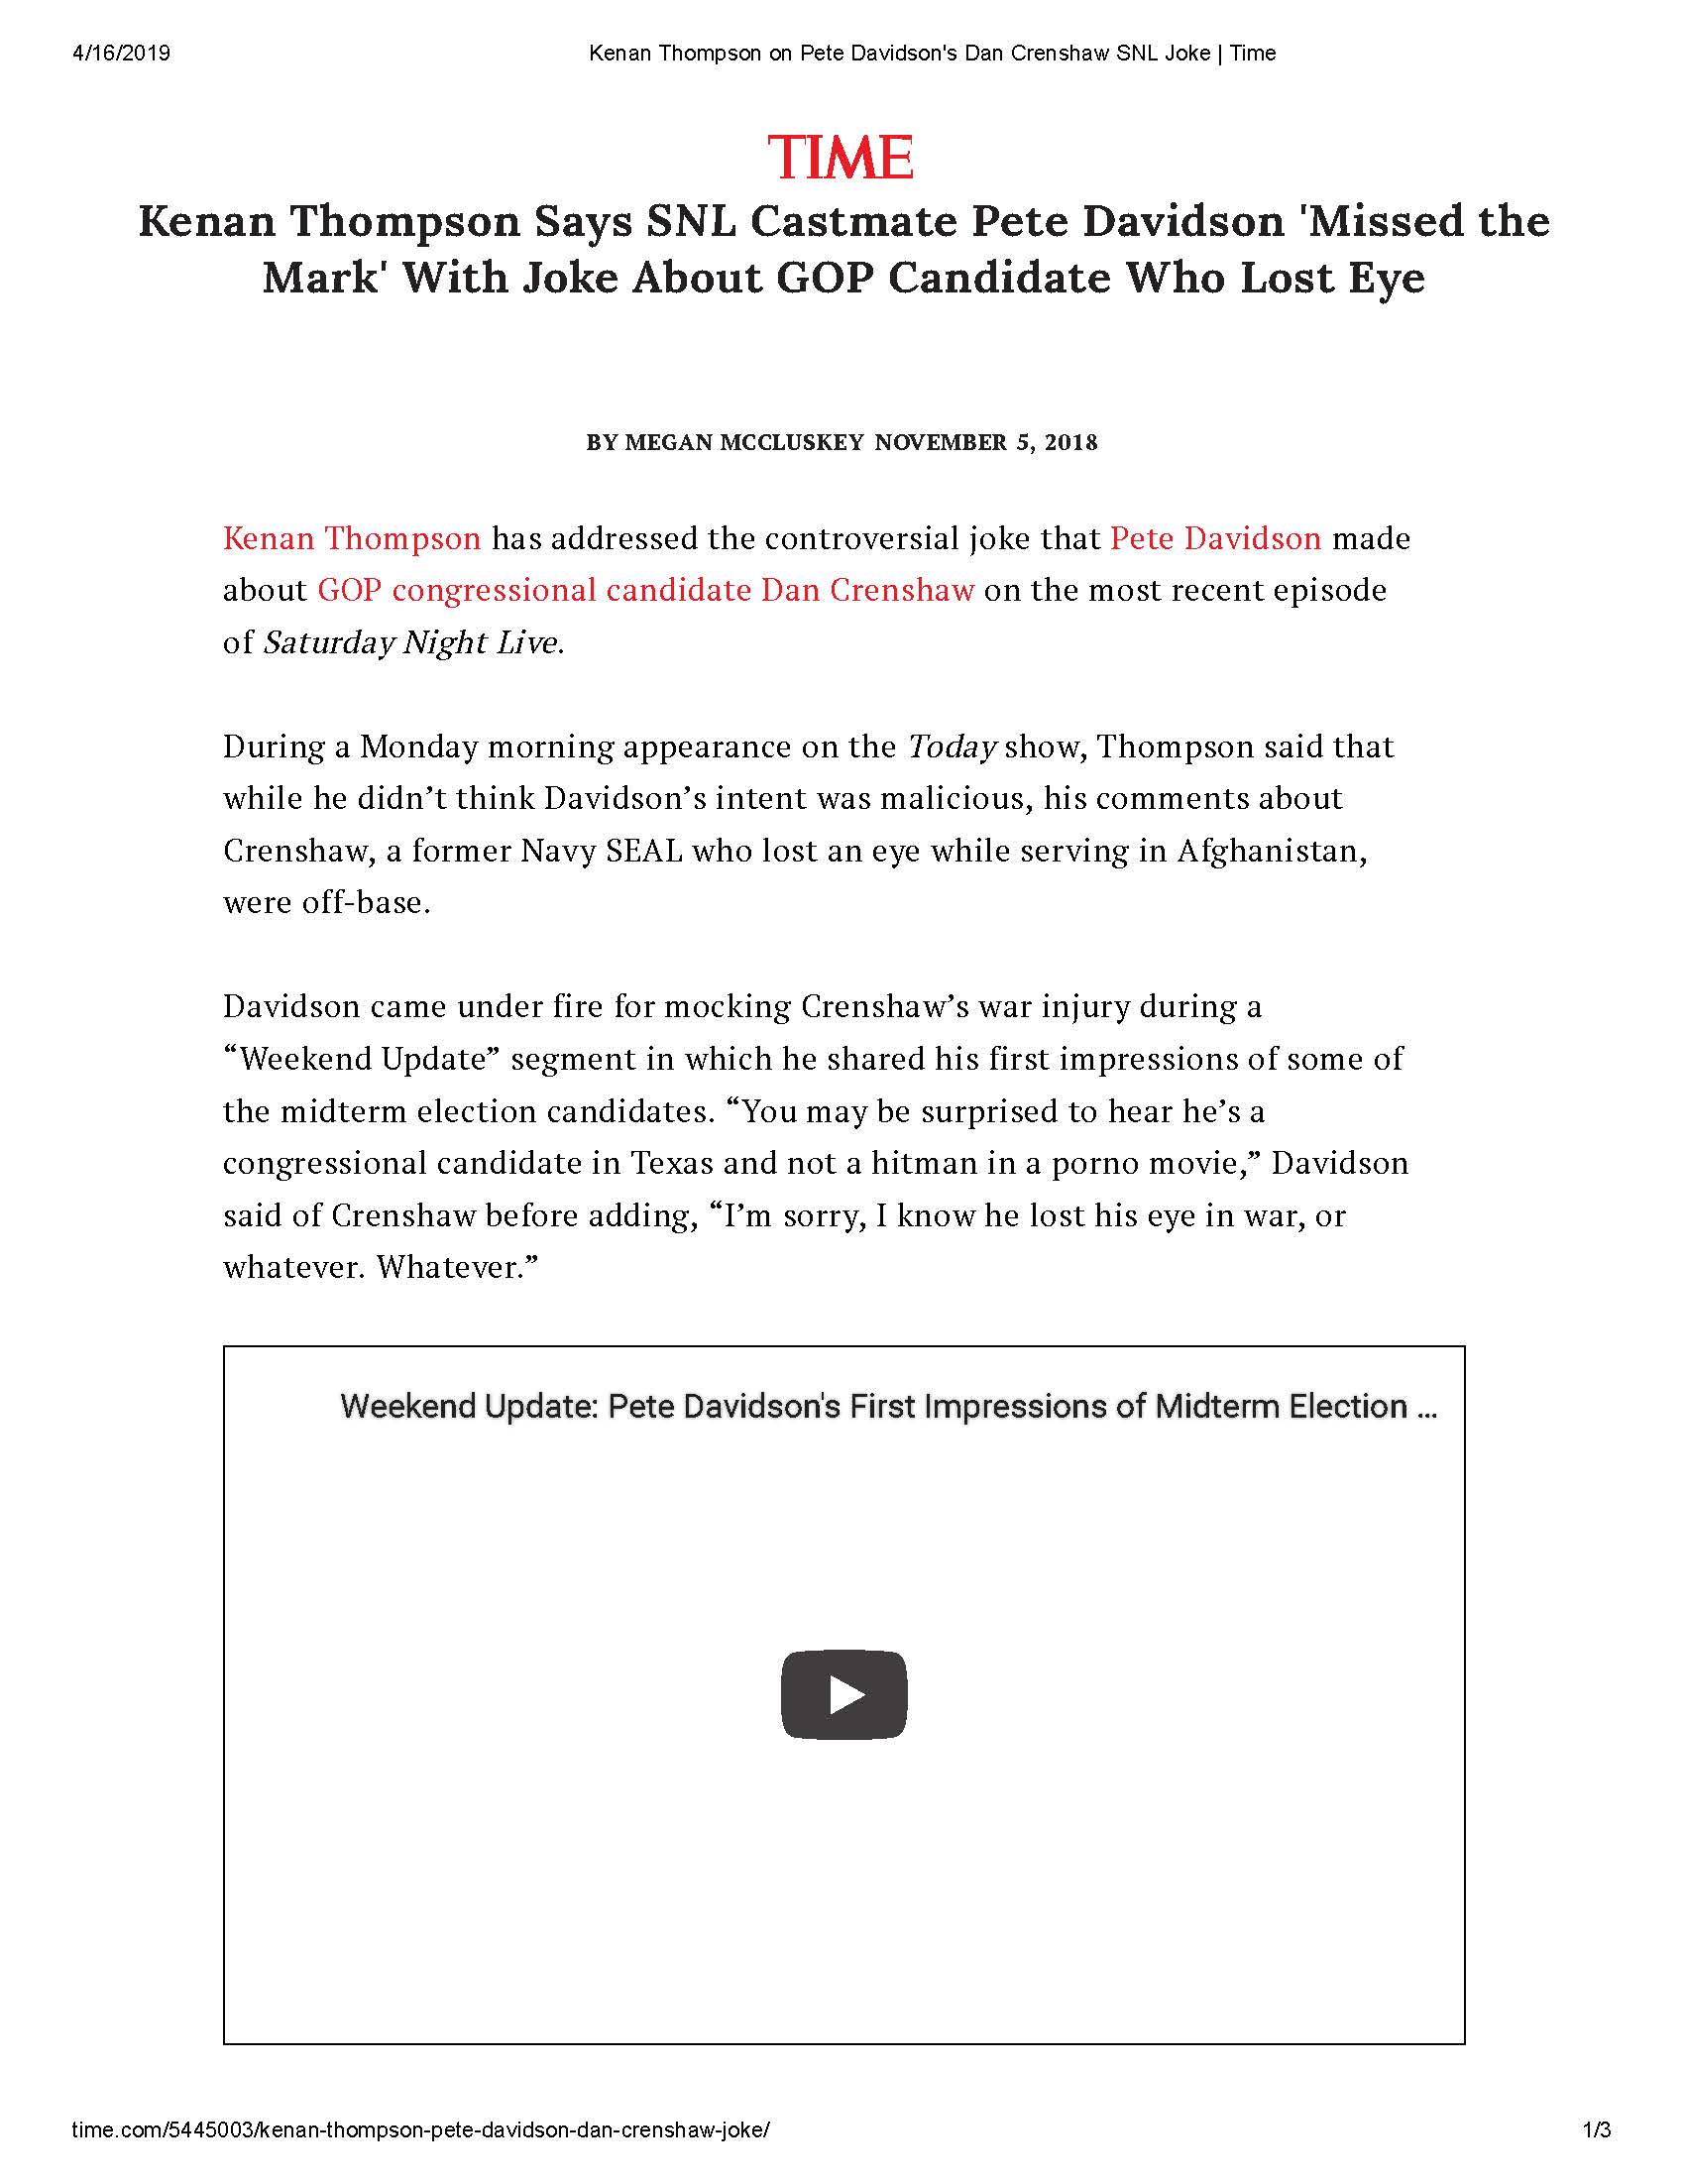 4/16/2019 Kenan Thompson on Pete Davidson's Dan Crenshaw SNL Joke | Time
TIME
Kenan Thompson Says SNL Castmate Pete Davidson 'Missed the
Mark' With Joke About GOP Candidate Who Lost Eye
BY MEGAN MCCLUSKEY NOVEMBER 5, 2018
Kenan Thompson has addressed the controversial joke that Pete Davidson made
about GOP congressional candidate Dan Crenshaw on the most recent episode
of Saturday Night Live.
During a Monday morning appearance on the Today show, Thompson said that
while he didn’t think Davidson’s intent was malicious, his comments about
Crenshaw, a former Navy SEAL who lost an eye while serving in Afghanistan,
were off-base.
Davidson came under fire for mocking Crenshaw’s war injury during a
“Weekend Update” segment in which he shared his first impressions of some of
the midterm election candidates. “You may be surprised to hear he’s a
congressional candidate in Texas and not a hitman in a porno movie,” Davidson
said of Crenshaw before adding, “I’m sorry, I know he lost his eye in war, or
whatever. Whatever.”
Weekend Update: Pete Davidson's First Impressions of Midterm Election ...
time.com/5445003/kenan-thompson-pete-davidson-dan-crenshaw-joke/ 1/3